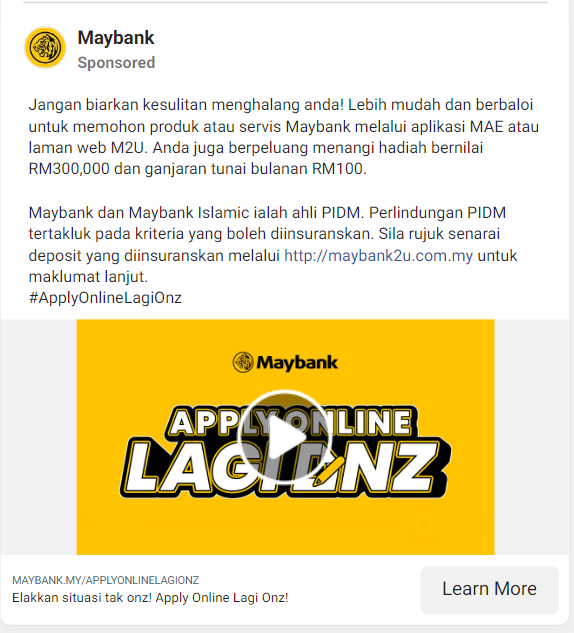 Maybank
Sponsored
Jangan biarkan kesulitan menghalang anda! Lebih mudah dan berbaloi
untuk memohon produk atau servis Maybank melalui aplikasi MAE atau
laman web M2U. Anda juga berpeluang menangi hadiah bernilai
RM300,000 dan ganjaran tunai bulanan RM100.
Maybank dan Maybank Islamic ialah ahli PIDM. Perlindungan PIDM
tertakluk pada kriteria yang boleh diinsuranskan. Sila rujuk senarai
deposit yang diinsuranskan melalui http://maybank2u.com.my untuk
maklumat lanjut.
#ApplyOnlineLagiOnz
Maybank
APPLY ONLINE
LAGI ONZ
MAYBANK.MY/APPLYONLINELAGIONZ
Elakkan situasi tak onz! Apply Online Lagi Onz!
Learn More